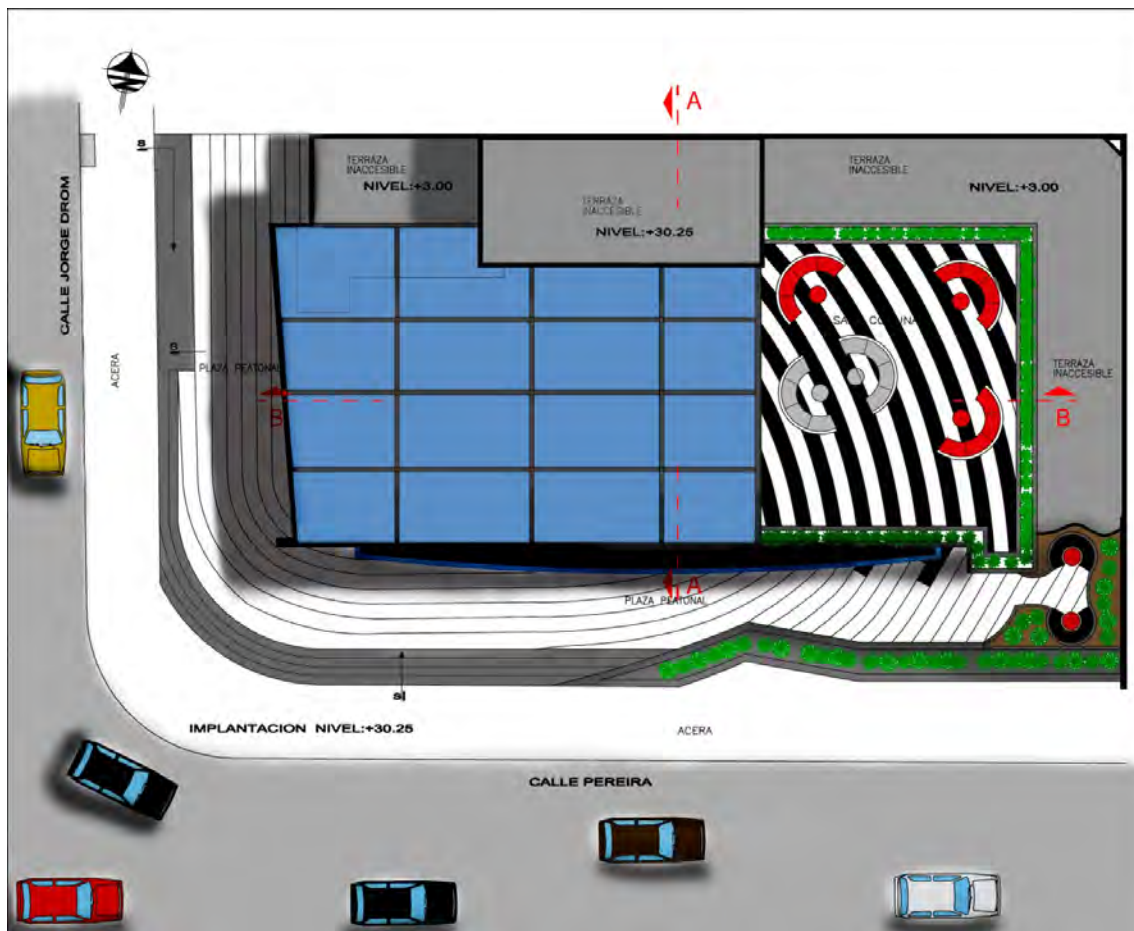 A
TERRAZA
INACCESIBLE
NIVEL:+3.00
TERRAZA
INACCESIBLE
NIVEL:+3.00
TERRAZA
INACCESIBLE
NIVEL:+30.25
CALLE JORGE DROM
ACERA
PLAZA PEATONAL
TERRAZA
INACCESIBLE
B
B
A
PLAZA PEATONAL
IMPLANTACION NIVEL:+30.25
ACERA
CALLE PEREIRA